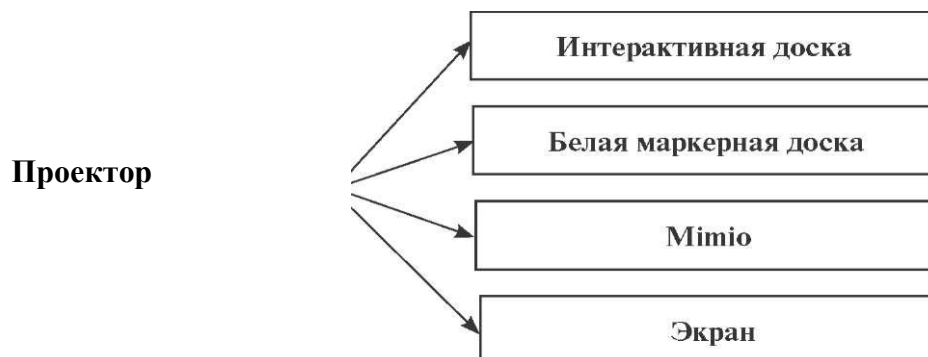 Интерактивная доска
Белая маркерная доска
Проектор
Mimio
Экран